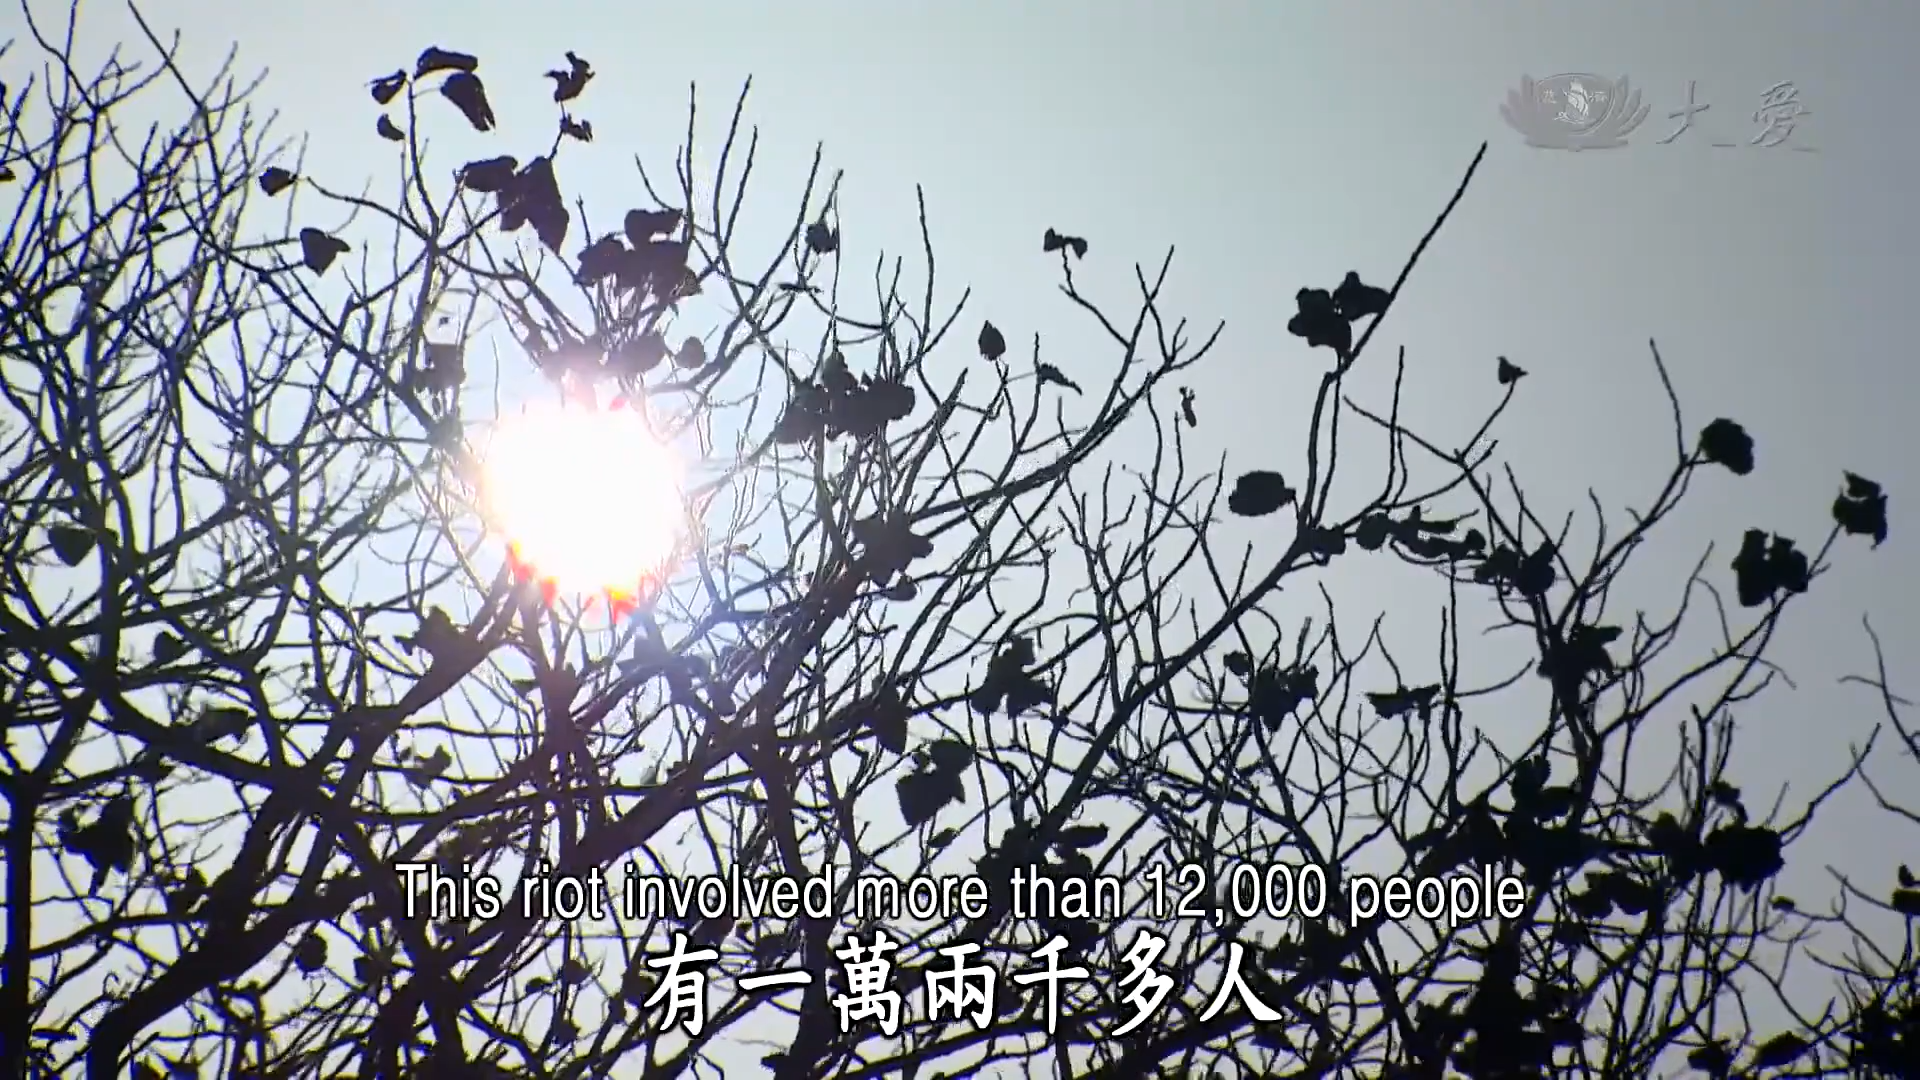 大愛
This riot involved more than 12,000 people
有一萬兩千多人